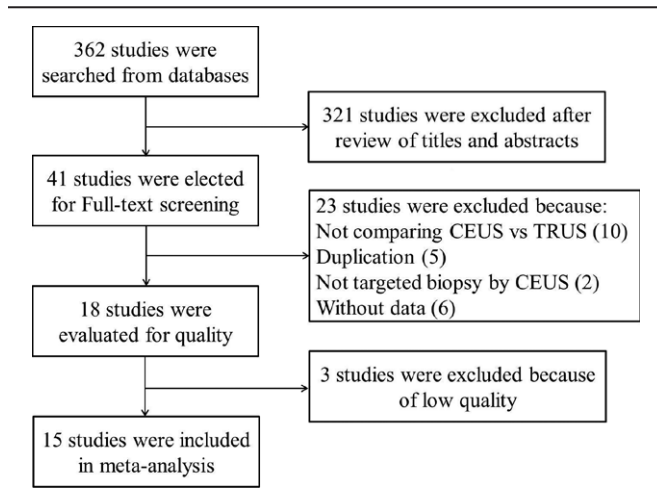 362 studies were
searched from databases
321 studies were excluded after
review of titles and abstracts
41 studies were elected
for Full-text screening
23 studies were excluded because:
Not comparing CEUS vs TRUS (10)
Duplication (5)
Not targeted biopsy by CEUS (2)
Without data (6)
18 studies were
evaluated for quality
3 studies were excluded because
of low quality
15 studies were included
in meta-analysis